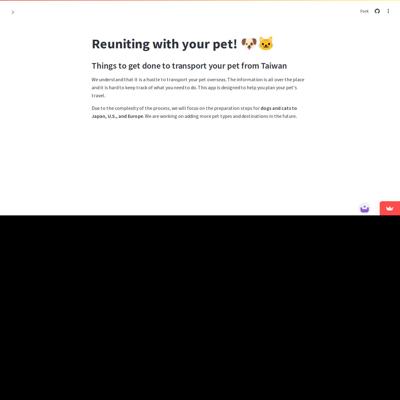 Fork
Reuniting with your pet! 🐶🐱
Things to get done to transport your pet from Taiwan
We understand that it is a hastle to transport your pet overseas. The information is all over the place
and it is hard to keep track of what you need to do. This app is designed to help you plan your pet's
travel.
Due to the complexity of the process, we will focus on the preparation steps for dogs and cats to
Japan, U.S., and Europe. We are working on adding more pet types and destinations in the future.